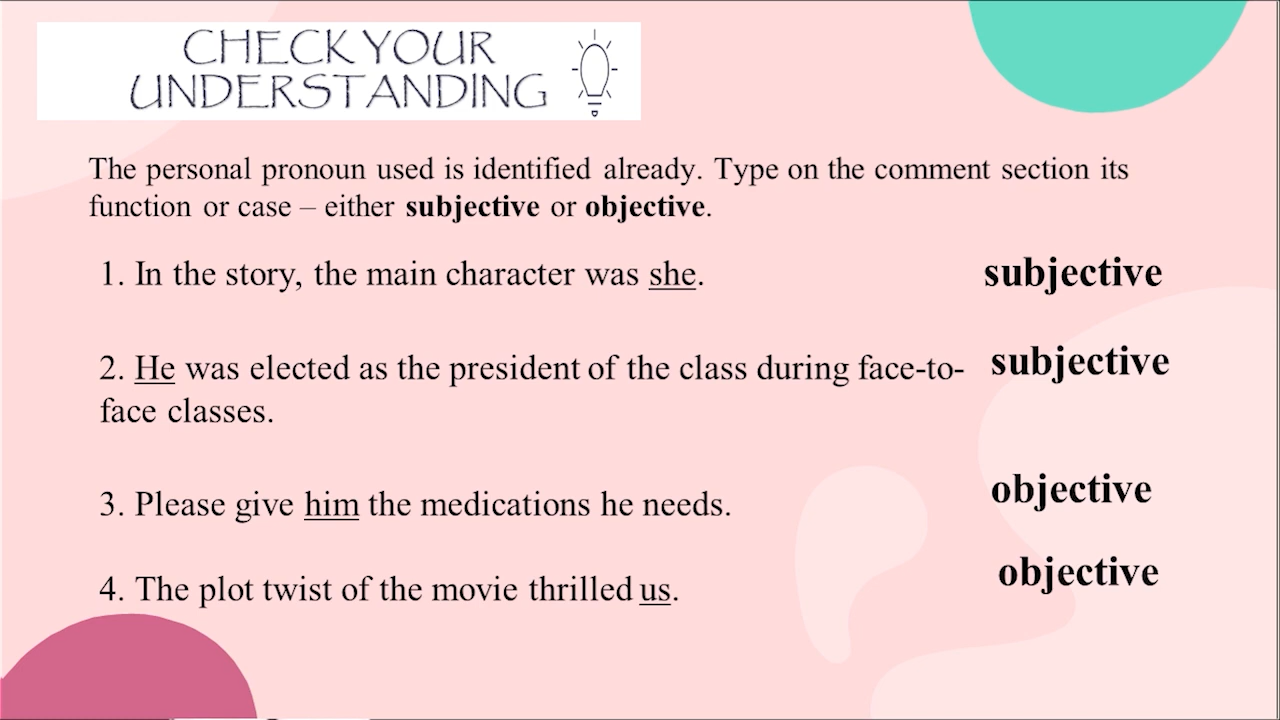 CHECK YOUR
UNDERSTANDING
The personal pronoun used is identified already. Type on the comment section its
function or case – either subjective or objective.
1. In the story, the main character was she. subjective
2. He was elected as the president of the class during face-to- subjective
face classes.
3. Please give him the medications he needs. objective
4. The plot twist of the movie thrilled us. objective